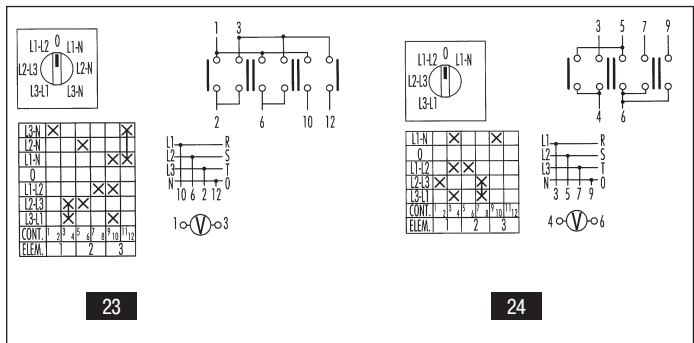 0
L1-L2 L1-N
L2-L3 L2-N
L3-L1 L3-N
1 3
2 6 10 12
L3-N
L2-N
L1-N
0
L1-L2
L2-L3
L3-L1
CONT. 1 2 3 4 5 6 7 8 9 10 11 12
ELEM. 1 2 3
L1 R
L2 S
L3 T
N 0
10 6 2 12
1 V 3
23
0
L1-L2 L1-N
L2-L3
L3-L1
3 5 7 9
4 6
L1-N
0
L1-L2
L2-L3
L3-L1
CONT. 1 2 3 4 5 6 7 8 9 10 11 12
ELEM. 1 2 3
L1 R
L2 S
L3 T
N 0
3 5 7 9
4 V 6
24